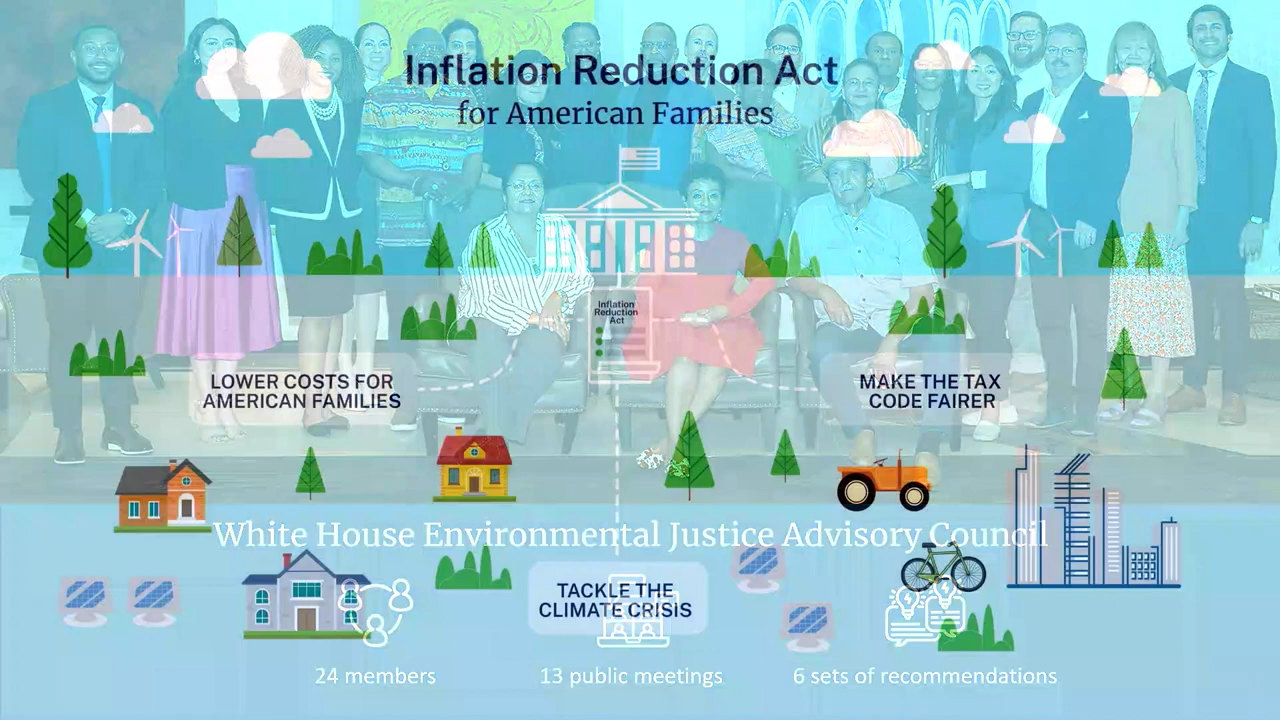 Inflation Reduction Act
for American Families
Inflation
Reduction
Act
LOWER COSTS FOR
AMERICAN FAMILIES
MAKE THE TAX
CODE FAIRER
White House Environmental Justice Advisory Council
TACKLE THE
CLIMATE CRISIS
24 members
13 public meetings
6 sets of recommendations